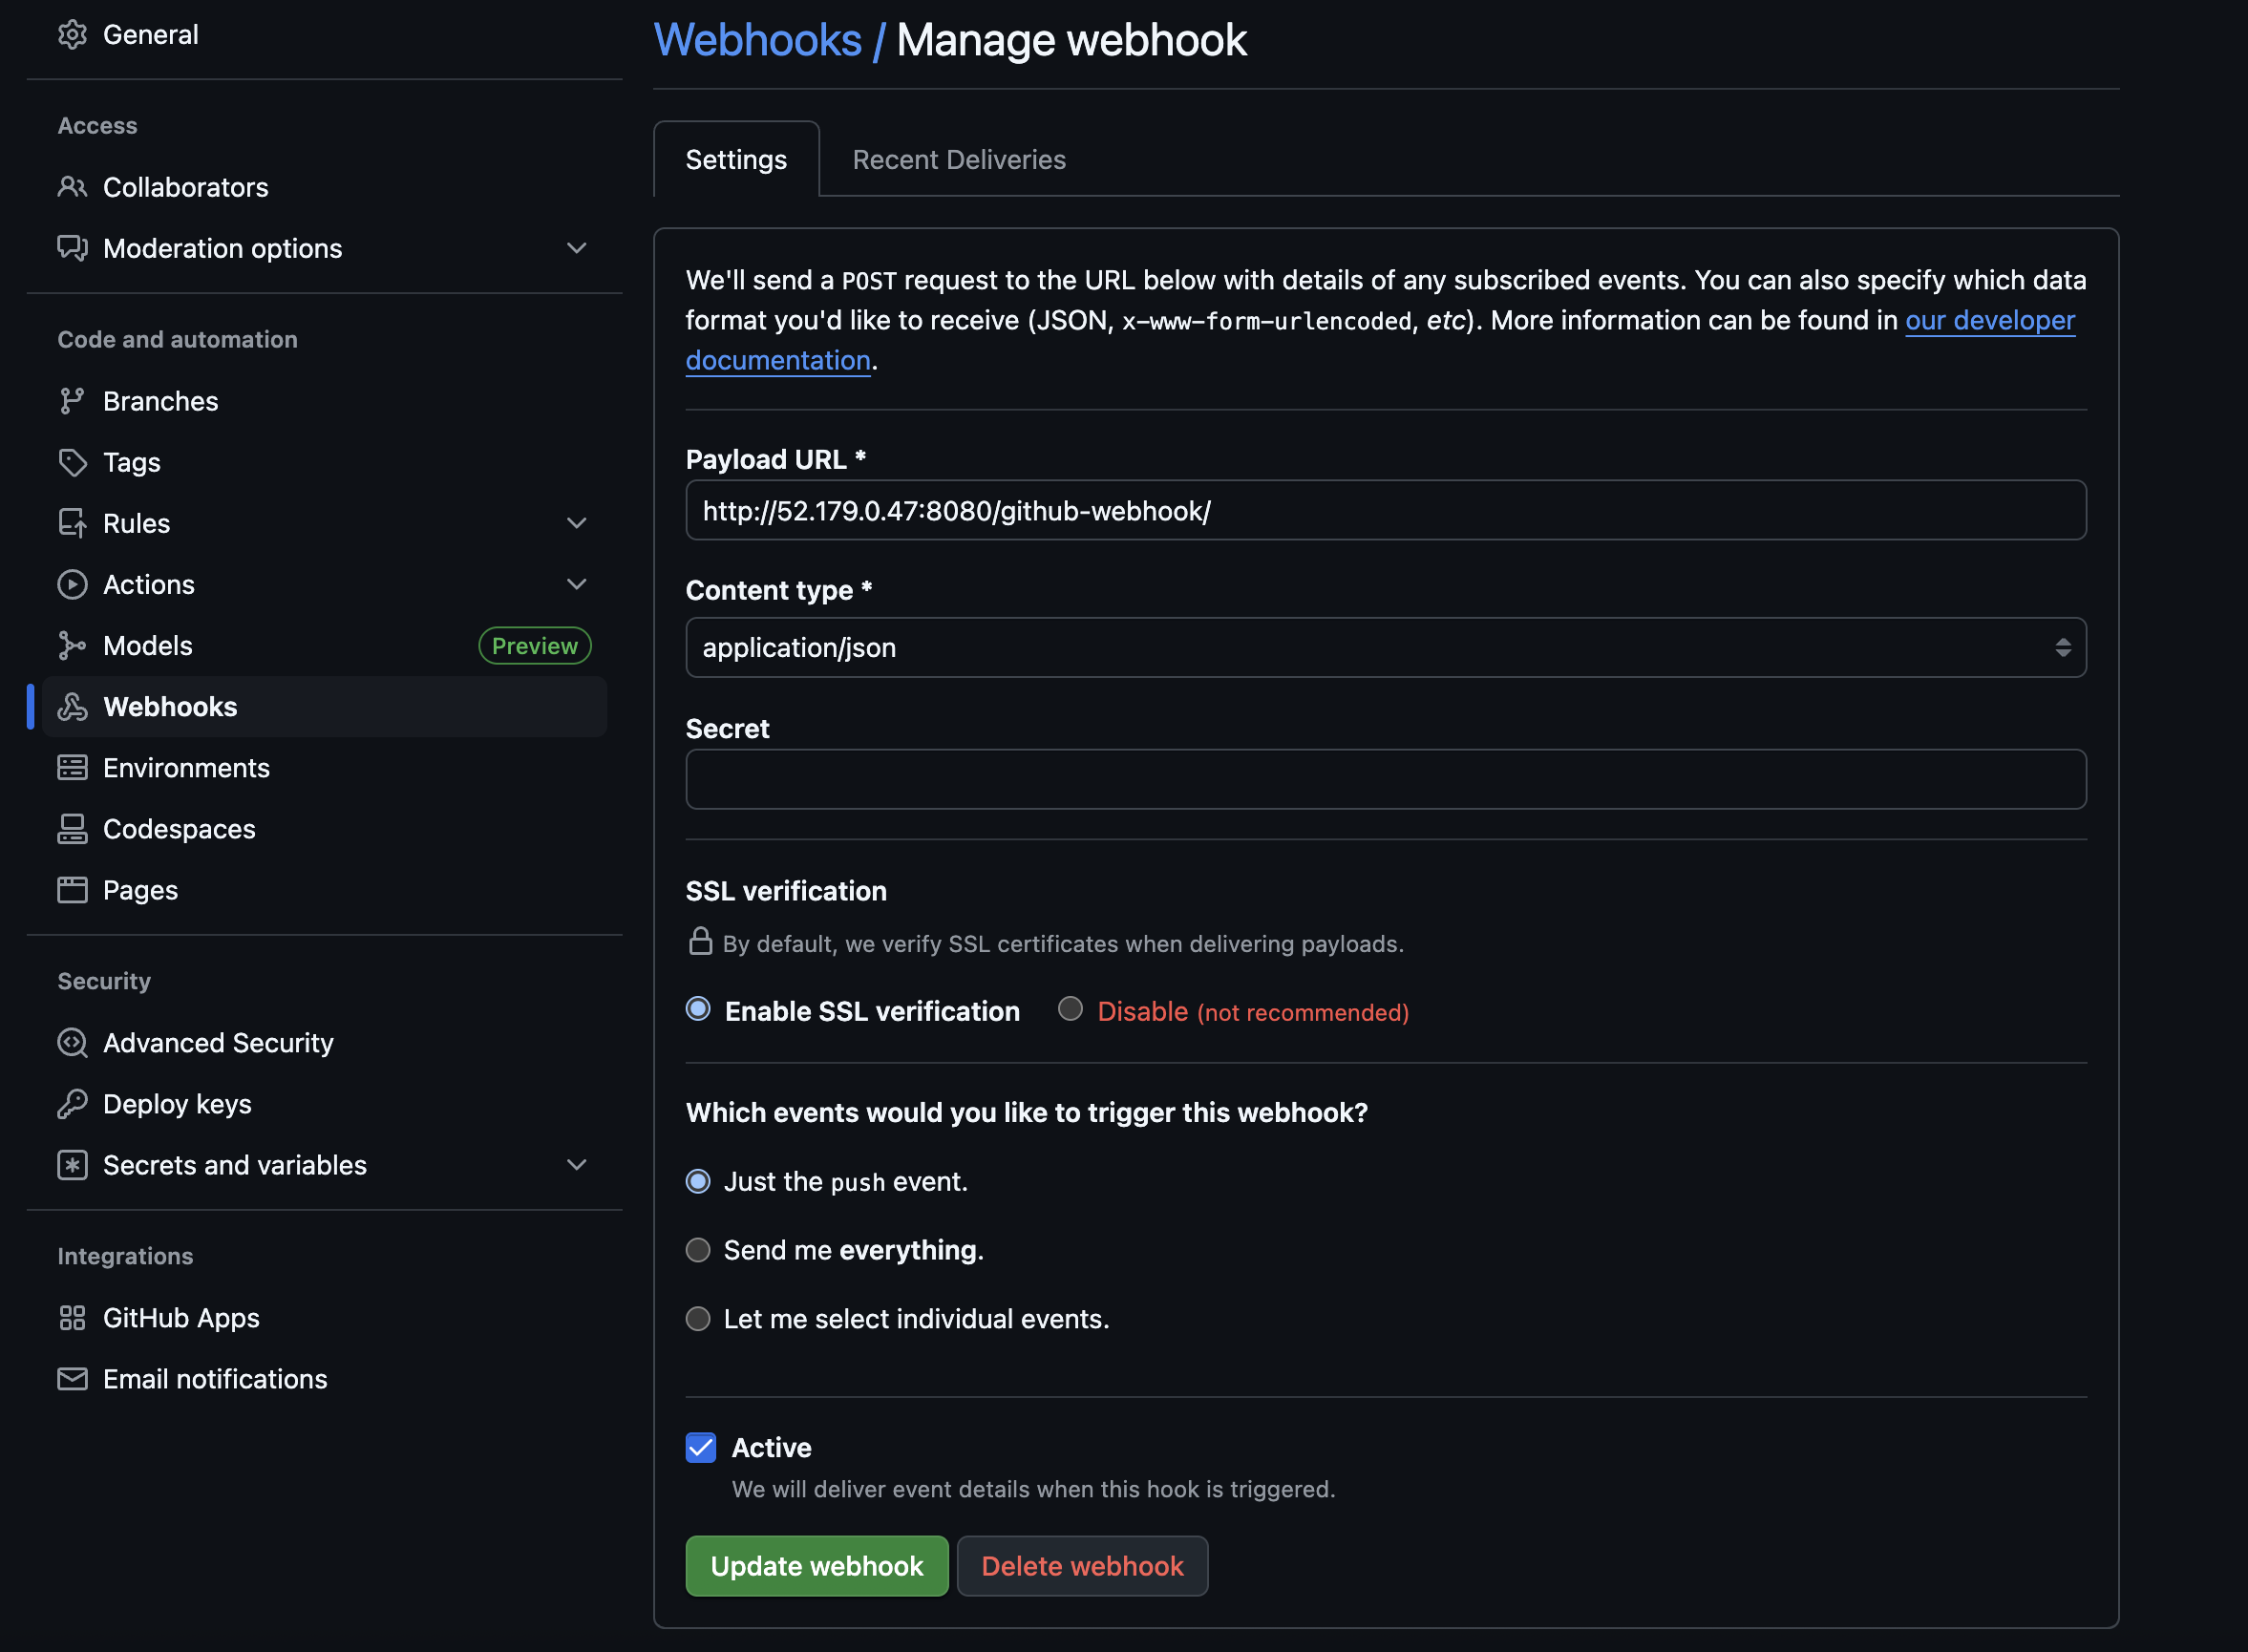 General
Access
Collaborators
Moderation options
Code and automation
Branches
Tags
Rules
Actions
Models Preview
Webhooks
Environments
Codespaces
Pages
Security
Advanced Security
Deploy keys
Secrets and variables
Integrations
GitHub Apps
Email notifications
Webhooks / Manage webhook
Settings Recent Deliveries
We'll send a POST request to the URL below with details of any subscribed events. You can also specify which data
format you'd like to receive (JSON, x-www-form-urlencoded, etc). More information can be found in our developer
documentation.
Payload URL *
http://52.179.0.47:8080/github-webhook/
Content type *
application/json
Secret
SSL verification
By default, we verify SSL certificates when delivering payloads.
Enable SSL verification Disable (not recommended)
Which events would you like to trigger this webhook?
Just the push event.
Send me everything.
Let me select individual events.
Active
We will deliver event details when this hook is triggered.
Update webhook Delete webhook